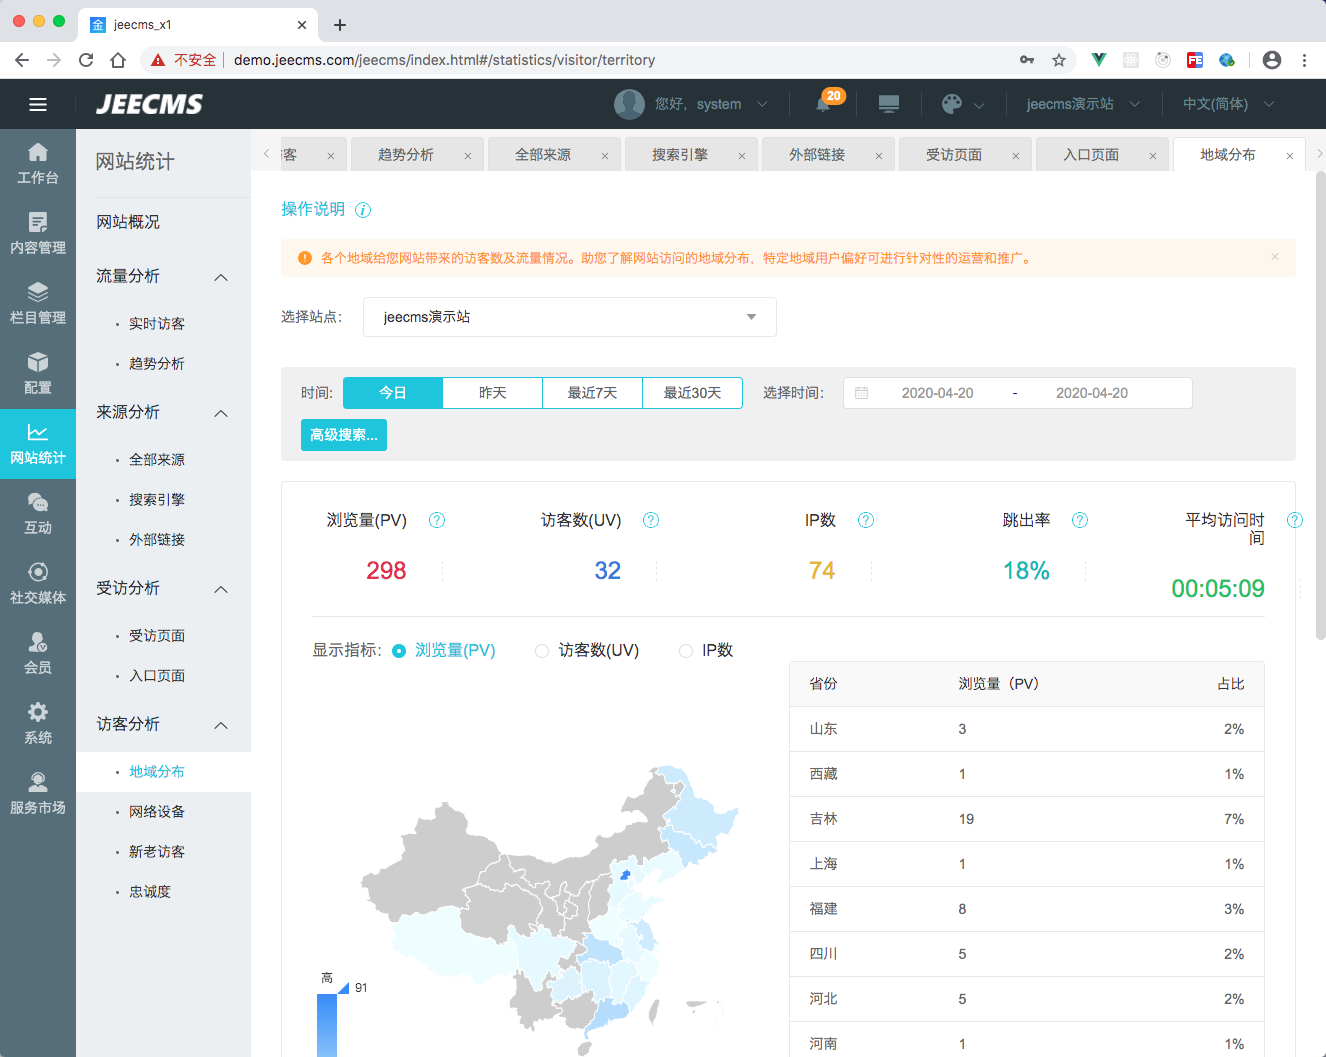 金 jeecms_x1
不安全 demo.jeecms.com/jeecms/index.html#/statistics/visitor/territory
FE
JEECMS
您好，system
20
jeecms演示站
中文(简体)
工作台
内容管理
栏目管理
配置
网站统计
互动
社交媒体
会员
系统
服务市场
网站统计
网站概况
流量分析
· 实时访客
· 趋势分析
来源分析
· 全部来源
· 搜索引擎
· 外部链接
受访分析
· 受访页面
· 入口页面
访客分析
· 地域分布
· 网络设备
· 新老访客
· 忠诚度
客
趋势分析
全部来源
搜索引擎
外部链接
受访页面
入口页面
地域分布
操作说明
各个地域给您网站带来的访客数及流量情况。助您了解网站访问的地域分布、特定地域用户偏好可进行针对性的运营和推广。
选择站点：
jeecms演示站
时间:
今日
昨天
最近7天
最近30天
选择时间：
2020-04-20 - 2020-04-20
高级搜索...
浏览量(PV)
访客数(UV)
IP数
跳出率
平均访问时间
298
32
74
18%
00:05:09
显示指标: 浏览量(PV) 访客数(UV) IP数
省份 浏览量（PV） 占比
山东 3 2%
西藏 1 1%
吉林 19 7%
上海 1 1%
福建 8 3%
四川 5 2%
河北 5 2%
河南 1 1%
高
91